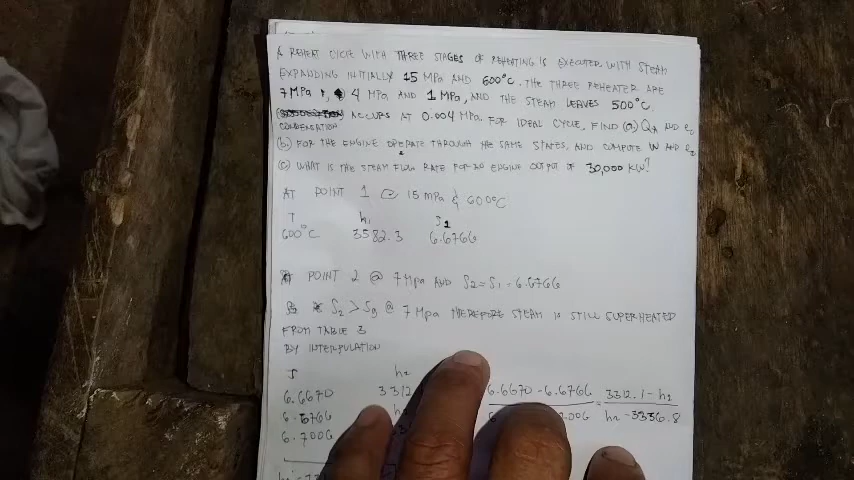 A REHEAT CYCLE WITH THREE STAGES OF REHEATING IS EXECUTED WITH STEAM
EXPANDING INITIALLY 15 MPa AND 600°C. THE THREE REHEATER ARE
7 MPa, 4 MPa AND 1 MPa, AND THE STEAM LEAVES 500°C.
CONDENSATION OCCURS AT 0.004 MPa. FOR IDEAL CYCLE, FIND (a.) QA AND ec
(b.) FOR THE ENGINE OPERATE THROUGH THE SAME STATES, AND COMPUTE W AND
(c) WHAT IS THE STEAM FLOW RATE FOR AN ENGINE OUTPUT OF 30,000 KW?
AT POINT 1 @ 15 MPa & 600°C
T h1 S1
600°C 3582.3 6.6766
AT POINT 2 @ 7 Mpa AND S2 = S1 = 6.6766
S2 > Sg @ 7 Mpa THEREFORE STEAM IS STILL SUPERHEATED
FROM TABLE 3
BY INTERPULATION
S h2
6.6670 3312 6.6670 - 6.6766 = 3312.1 - h2
6.6766 h2 - 3336.8
6.7006